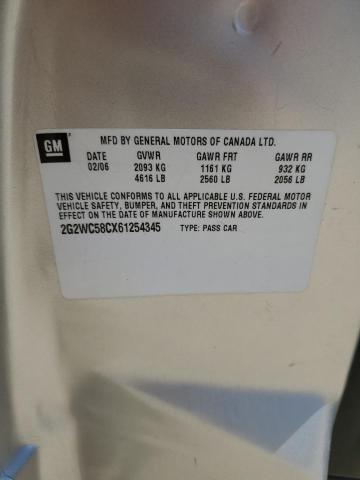 GM
MFD BY GENERAL MOTORS OF CANADA LTD.
DATE GVWR GAWR FRT GAWR RR
02/06 2093 KG 1161 KG 932 KG
4616 LB 2560 LB 2056 LB
THIS VEHICLE CONFORMS TO ALL APPLICABLE U.S. FEDERAL MOTOR
VEHICLE SAFETY, BUMPER, AND THEFT PREVENTION STANDARDS IN
EFFECT ON THE DATE OF MANUFACTURE SHOWN ABOVE.
2G2WC58CX61254345 TYPE: PASS CAR